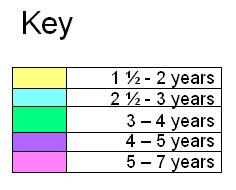 Key
1 ½ - 2 years
2 ½ - 3 years
3 – 4 years
4 – 5 years
5 – 7 years